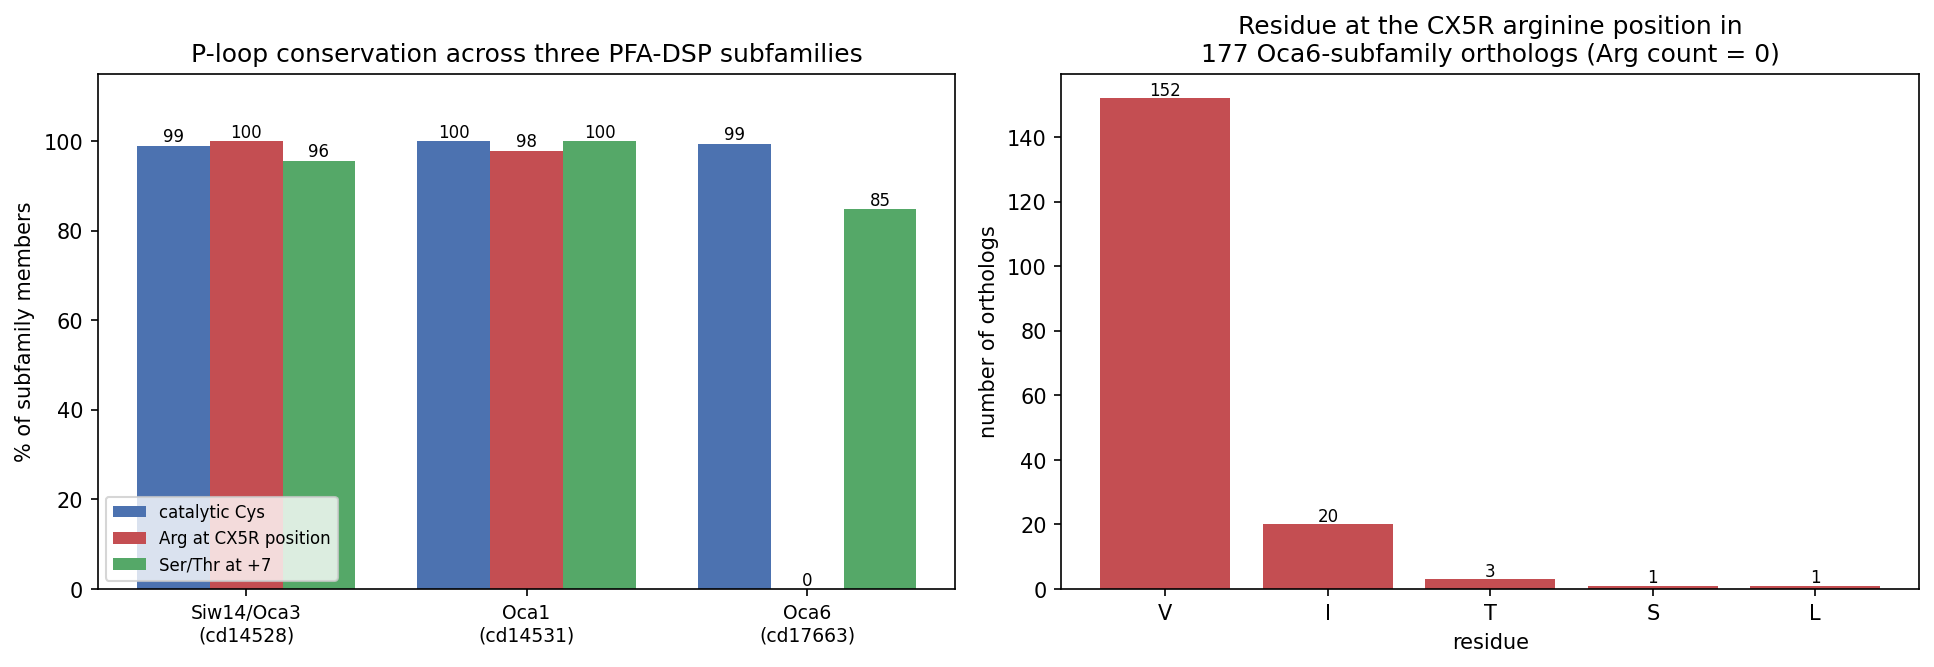 P-loop conservation across three PFA-DSP subfamilies
% of subfamily members
100
80
60
40
20
0
99
100
96
100
98
100
99
0
85
catalytic Cys
Arg at CX5R position
Ser/Thr at +7
Siw14/Oca3
(cd14528)
Oca1
(cd14531)
Oca6
(cd17663)
Residue at the CX5R arginine position in
177 Oca6-subfamily orthologs (Arg count = 0)
number of orthologs
140
120
100
80
60
40
20
0
152
20
3
1
1
V
I
T
S
L
residue